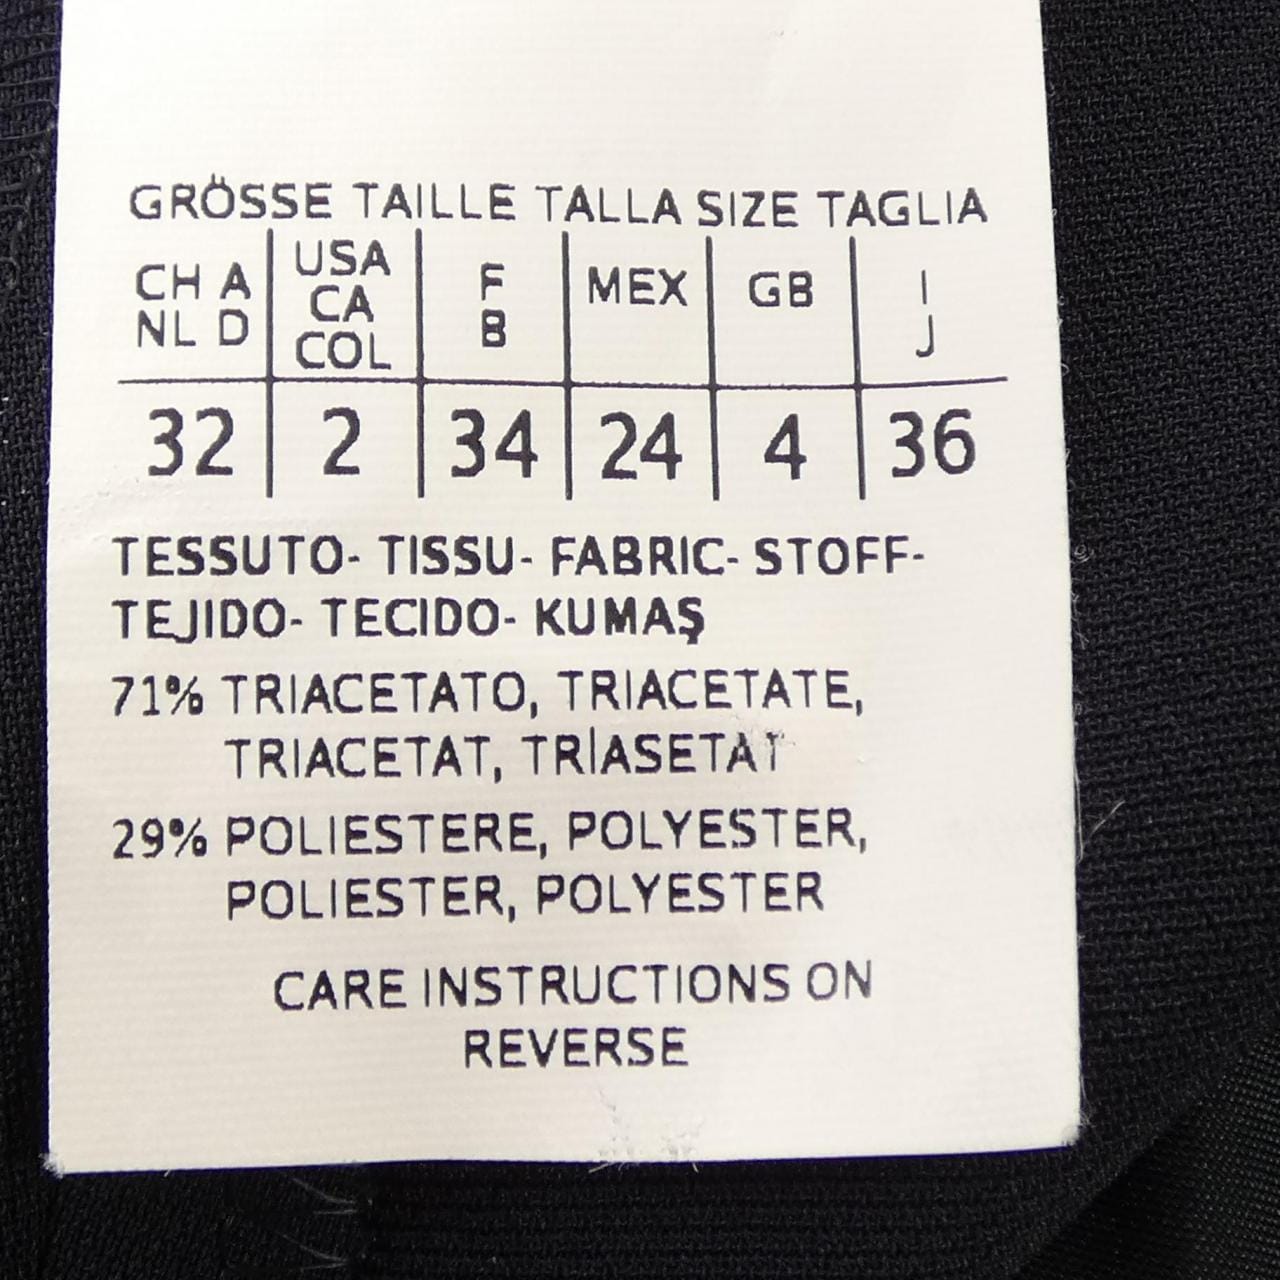 GRÖSSE TAILLE TALLA SIZE TAGLIA
CH A USA F MEX GB I
NL D CA B J
COL
32 2 34 24 4 36
TESSUTO- TISSU- FABRIC- STOFF-
TEJIDO- TECIDO- KUMAŞ
71% TRIACETATO, TRIACETATE,
TRIACETAT, TRİASETAT
29% POLIESTERE, POLYESTER,
POLIESTER, POLYESTER
CARE INSTRUCTIONS ON
REVERSE